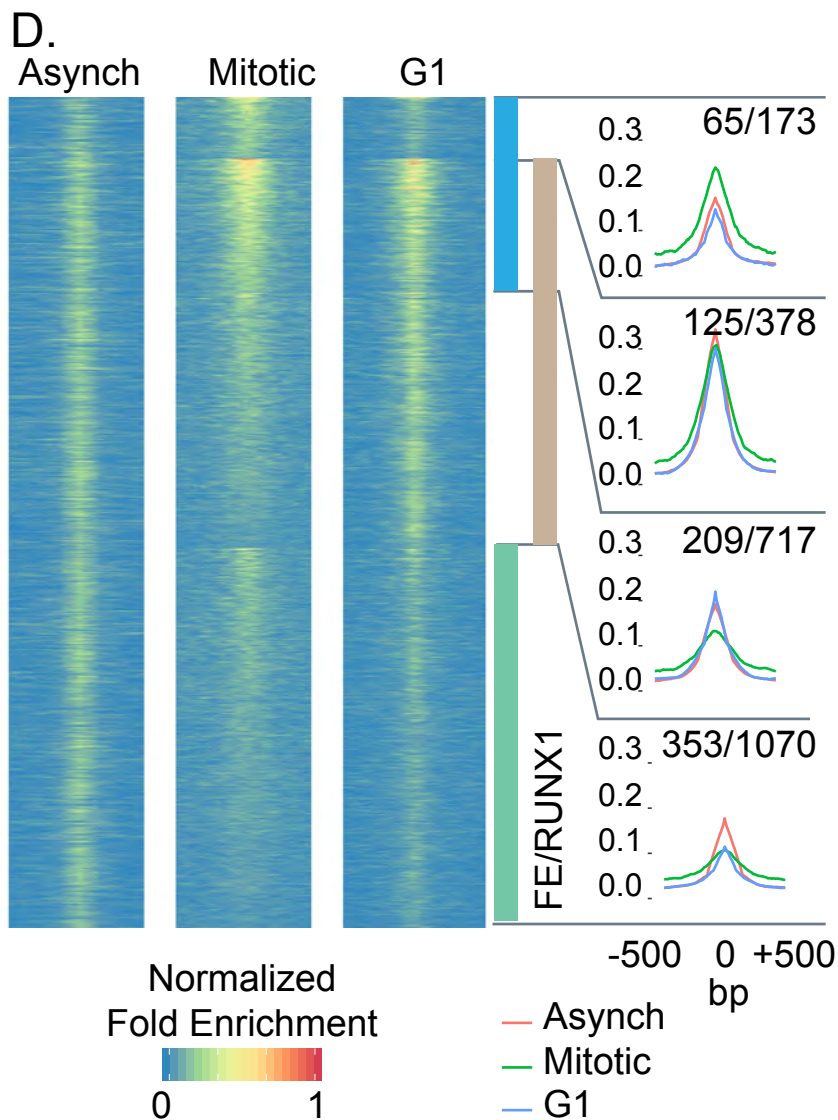 D.
Asynch Mitotic G1
0.3 65/173
0.2
0.1
0.0
125/378
0.3
0.2
0.1
0.0
0.3 209/717
0.2
0.1
0.0
0.3 353/1070
0.2
0.1
0.0
FE/RUNX1
-500 0 +500
bp
Normalized
Fold Enrichment
0 1
Asynch
Mitotic
G1